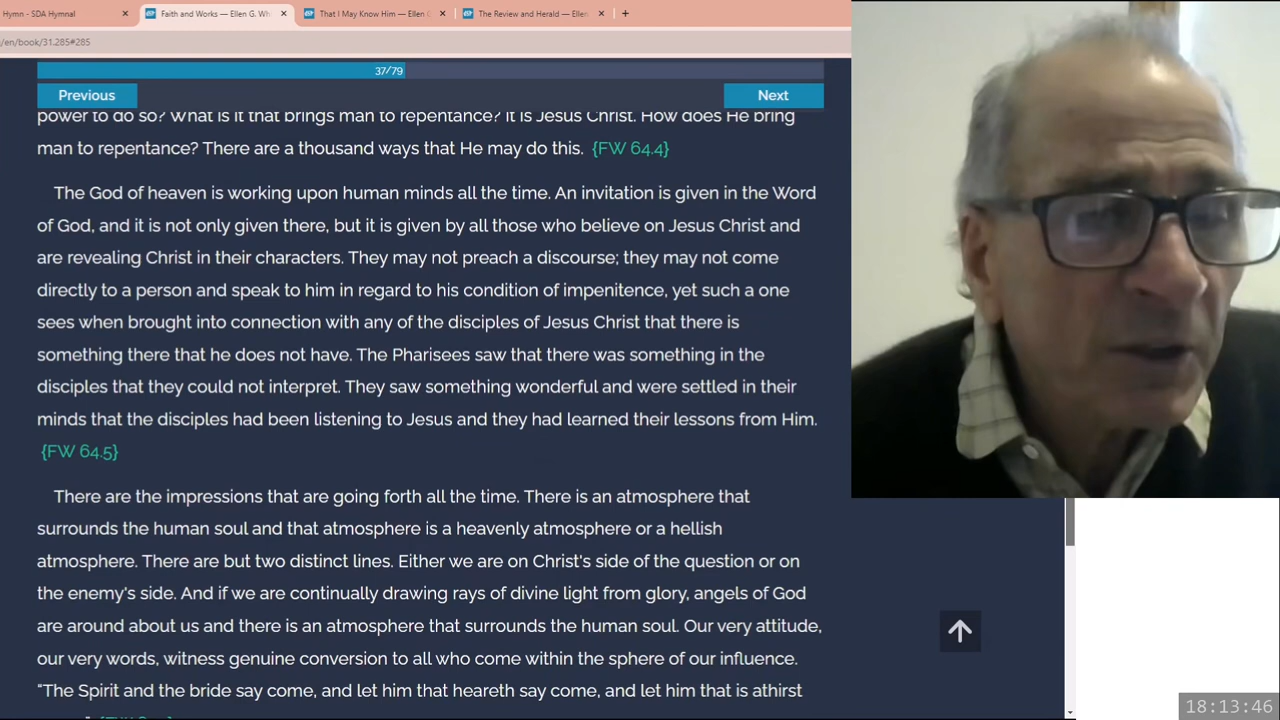 Hymn - SDA Hymnal × Faith and Works — Ellen G. Wh × That I May Know Him — Ellen G × The Review and Herald — Ellen × +
/en/book/31.285#285
37/79
Previous Next
power to do so? What is it that brings man to repentance? It is Jesus Christ. How does He bring
man to repentance? There are a thousand ways that He may do this. {FW 64.4}
The God of heaven is working upon human minds all the time. An invitation is given in the Word
of God, and it is not only given there, but it is given by all those who believe on Jesus Christ and
are revealing Christ in their characters. They may not preach a discourse; they may not come
directly to a person and speak to him in regard to his condition of impenitence, yet such a one
sees when brought into connection with any of the disciples of Jesus Christ that there is
something there that he does not have. The Pharisees saw that there was something in the
disciples that they could not interpret. They saw something wonderful and were settled in their
minds that the disciples had been listening to Jesus and they had learned their lessons from Him.
{FW 64.5}
There are the impressions that are going forth all the time. There is an atmosphere that
surrounds the human soul and that atmosphere is a heavenly atmosphere or a hellish
atmosphere. There are but two distinct lines. Either we are on Christ's side of the question or on
the enemy's side. And if we are continually drawing rays of divine light from glory, angels of God
are around about us and there is an atmosphere that surrounds the human soul. Our very attitude,
our very words, witness genuine conversion to all who come within the sphere of our influence.
"The Spirit and the bride say come, and let him that heareth say come, and let him that is athirst
18:13:46